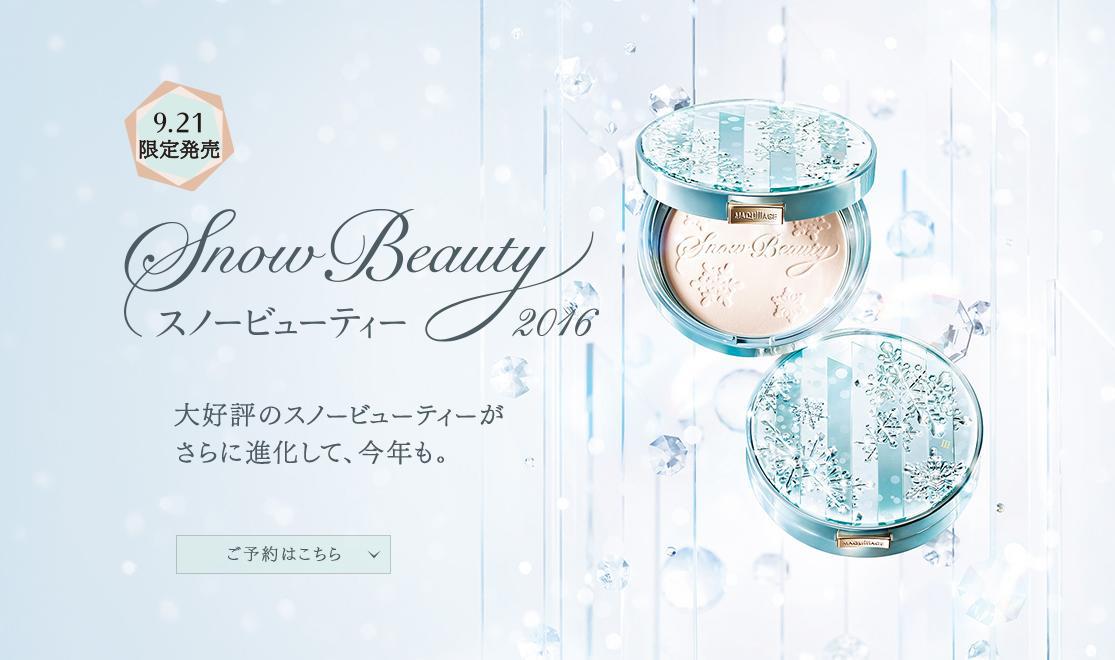 9.21
限定発売
Snow Beauty
スノービューティー 2016
大好評のスノービューティーが
さらに進化して、今年も。
ご予約はこちら
MAQuillAGE
Snow Beauty
MAQuillAGE